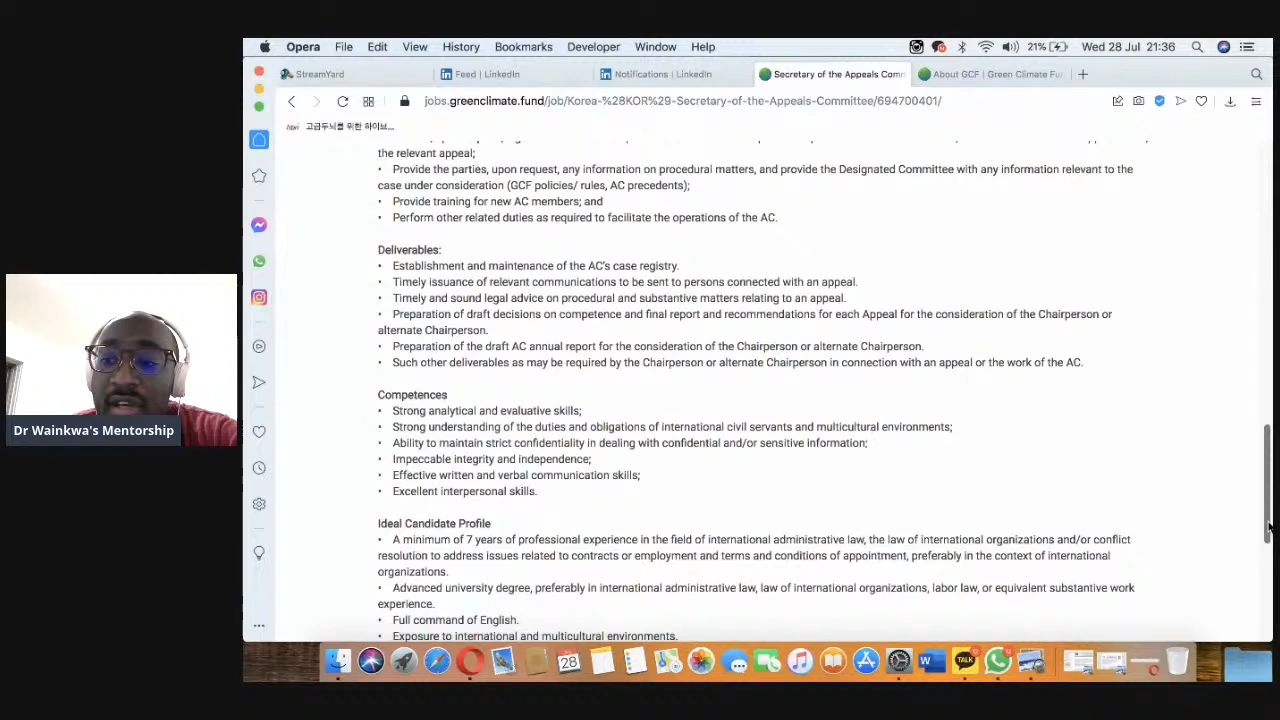 Opera File Edit View History Bookmarks Developer Window Help 21% Wed 28 Jul 21:36
StreamYard Feed | LinkedIn Notifications | LinkedIn Secretary of the Appeals Com About GCF | Green Climate Fu
jobs.greenclimate.fund/job/Korea-%28KOR%29-Secretary-of-the-Appeals-Committee/694700401/
고급두뇌를 위한 하이브...
the relevant appeal;
• Provide the parties, upon request, any information on procedural matters, and provide the Designated Committee with any information relevant to the
case under consideration (GCF policies/ rules, AC precedents);
• Provide training for new AC members; and
• Perform other related duties as required to facilitate the operations of the AC.
Deliverables:
• Establishment and maintenance of the AC's case registry.
• Timely issuance of relevant communications to be sent to persons connected with an appeal.
• Timely and sound legal advice on procedural and substantive matters relating to an appeal.
• Preparation of draft decisions on competence and final report and recommendations for each Appeal for the consideration of the Chairperson or
alternate Chairperson.
• Preparation of the draft AC annual report for the consideration of the Chairperson or alternate Chairperson.
• Such other deliverables as may be required by the Chairperson or alternate Chairperson in connection with an appeal or the work of the AC.
Competences
• Strong analytical and evaluative skills;
• Strong understanding of the duties and obligations of international civil servants and multicultural environments;
• Ability to maintain strict confidentiality in dealing with confidential and/or sensitive information;
• Impeccable integrity and independence;
• Effective written and verbal communication skills;
• Excellent interpersonal skills.
Ideal Candidate Profile
• A minimum of 7 years of professional experience in the field of international administrative law, the law of international organizations and/or conflict
resolution to address issues related to contracts or employment and terms and conditions of appointment, preferably in the context of international
organizations.
• Advanced university degree, preferably in international administrative law, law of international organizations, labor law, or equivalent substantive work
experience.
• Full command of English.
• Exposure to international and multicultural environments.
Dr Wainkwa's Mentorship
28
TALK